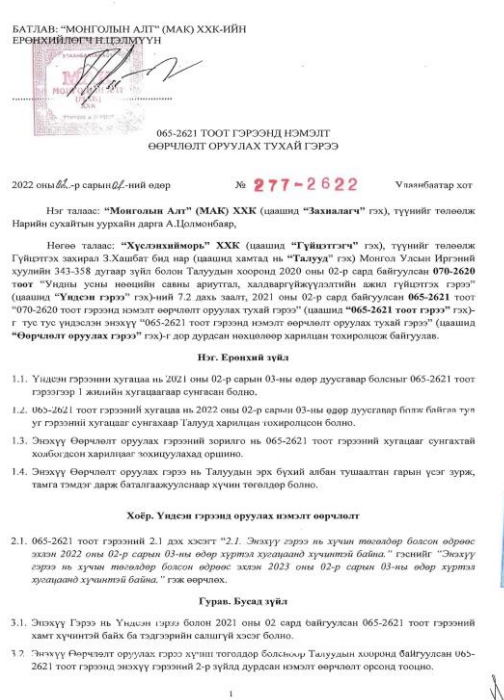 БАТЛАВ: “МОНГОЛЫН АЛТ” (МАК) ХХК-ИЙН
ЕРӨНХИЙЛӨГЧ Н.ЦЭЛМҮҮН
065-2621 ТООТ ГЭРЭЭНД НЭМЭЛТ
ӨӨРЧЛӨЛТ ОРУУЛАХ ТУХАЙ ГЭРЭЭ
2022 оны -р сарын -ний өдөр № 277-2622 Улаанбаатар хот
Нэг талаас: “Монголын Алт” (МАК) ХХК (цаашид “Захиалагч” гэх), түүнийг төлөөлж
Нарийн сухайтын уурхайн дарга А.Цолмонбаяр,
Нөгөө талаас: “Хүслэнхийморь” ХХК (цаашид “Гүйцэтгэгч” гэх), түүнийг төлөөлж
Гүйцэтгэх захирал З.Хашбат бид нар (цаашид хамтад нь “Талууд” гэх) Монгол Улсын Иргэний
хуулийн 343-358 дугаар зүйл болон Талуудын хооронд 2020 оны 02-р сард байгуулсан 070-2620
тоот “Ундны усны нөөцийн савны ариутгал, халдваргүйжүүлэлтийн ажил гүйцэтгэх гэрээ”
(цаашид “Үндсэн гэрээ” гэх)-ний 7.2 дахь заалт, 2021 оны 02-р сард байгуулсан 065-2621 тоот
“070-2620 тоот гэрээнд өөрчлөлт оруулах тухай гэрээ” (цаашид “065-2621 тоот гэрээ” гэх)-
г тус тус үндэслэн энэхүү “065-2621 тоот гэрээнд нэмэлт өөрчлөлт оруулах тухай гэрээ” (цаашид
“Өөрчлөлт оруулах гэрээ” гэх)-г дор дурдсан нөхцөлөөр харилцан тохиролцож байгуулав.
Нэг. Ерөнхий зүйл
1.1. Үндсэн гэрээний хугацаа нь 2021 оны 02-р сарын 03-ны өдөр дуусгавар болсныг 065-2621 тоот
гэрээгээр 1 жилийн хугацаагаар сунгасан болно.
1.2. 065-2621 тоот гэрээний хугацаа нь 2022 оны 02-р сарын 03-ны өдөр дуусгавар болж байгаа тул
уг гэрээний хугацааг сунгахаар Талууд харилцан тохиролцсон болно.
1.3. Энэхүү Өөрчлөлт оруулах гэрээний зорилго нь 065-2621 тоот гэрээний хугацааг сунгахтай
холбогдсон харилцааг зохицуулахад оршино.
1.4. Энэхүү Өөрчлөлт оруулах гэрээ нь Талуудын эрх бүхий албан тушаалтан гарын үсэг зурж,
тамга тэмдэг дарж баталгаажуулснаар хүчин төгөлдөр болно.
Хоёр. Үндсэн гэрээнд оруулах нэмэлт өөрчлөлт
2.1. 065-2621 тоот гэрээний 2.1 дэх хэсэгт “2.1. Энэхүү гэрээ нь хүчин төгөлдөр болсон өдрөөс
эхлэн 2022 оны 02-р сарын 03-ны өдөр хүртэл хугацаанд хүчинтэй байна.” гэснийг “Энэхүү
гэрээ нь хүчин төгөлдөр болсон өдрөөс эхлэн 2023 оны 02-р сарын 03-ны өдөр хүртэл
хугацаанд хүчинтэй байна.” гэж өөрчлөх.
Гурав. Бусад зүйл
3.1. Энэхүү Гэрээ нь Үндсэн гэрээ болон 2021 оны 02 сард байгуулсан 065-2621 тоот гэрээний
хамт хүчинтэй байх ба тэдгээрийн салшгүй хэсэг болно.
3.2. Энэхүү Өөрчлөлт оруулах гэрээ хүчин төгөлдөр болсноор Талуудын хооронд байгуулсан 065-
2621 тоот гэрээнд энэхүү гэрээний 2-р зүйлд дурдсан нэмэлт өөрчлөлт орсонд тооцно.
1